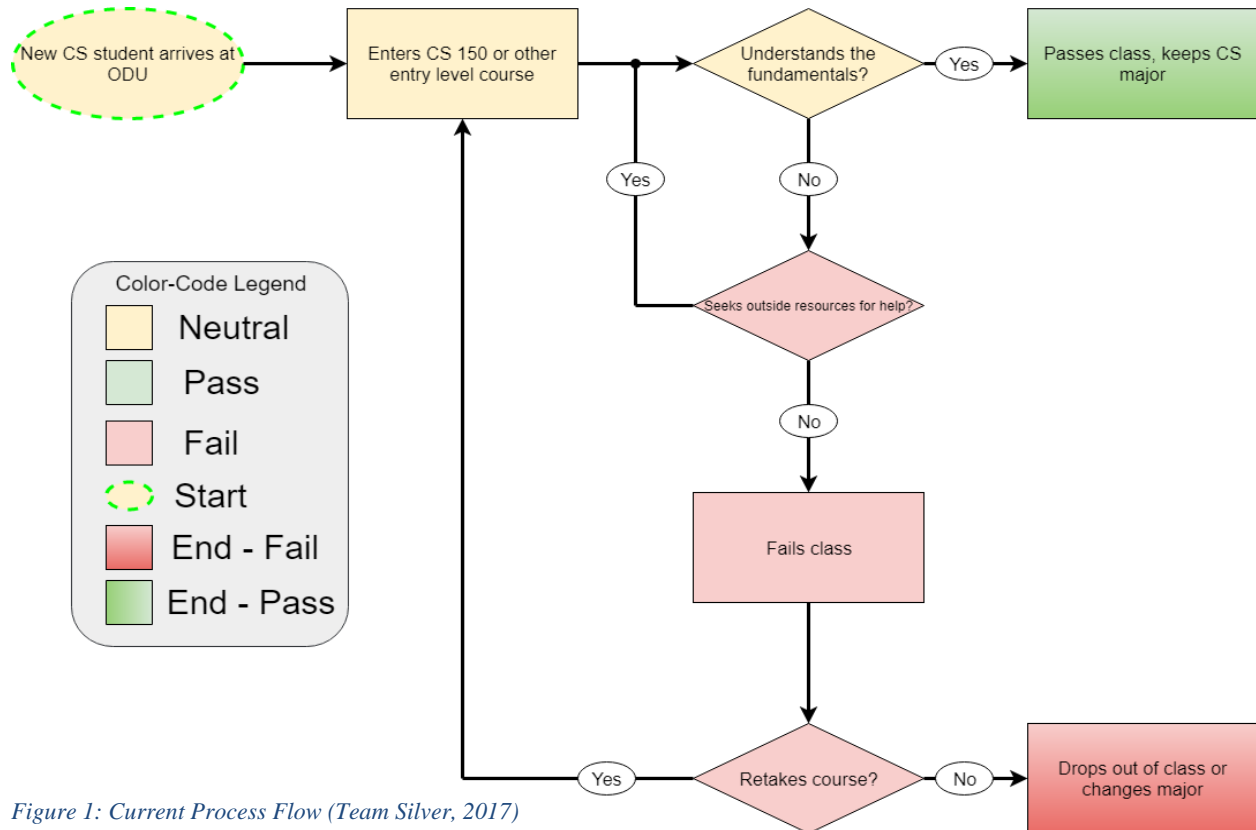 New CS student arrives at
ODU
Enters CS 150 or other
entry level course
Understands the
fundamentals?
Yes
Passes class, keeps CS
major
Yes
No
Seeks outside resources for help?
No
Fails class
Retakes course?
Yes
No
Drops out of class or
changes major
Color-Code Legend
Neutral
Pass
Fail
Start
End - Fail
End - Pass
Figure 1: Current Process Flow (Team Silver, 2017)